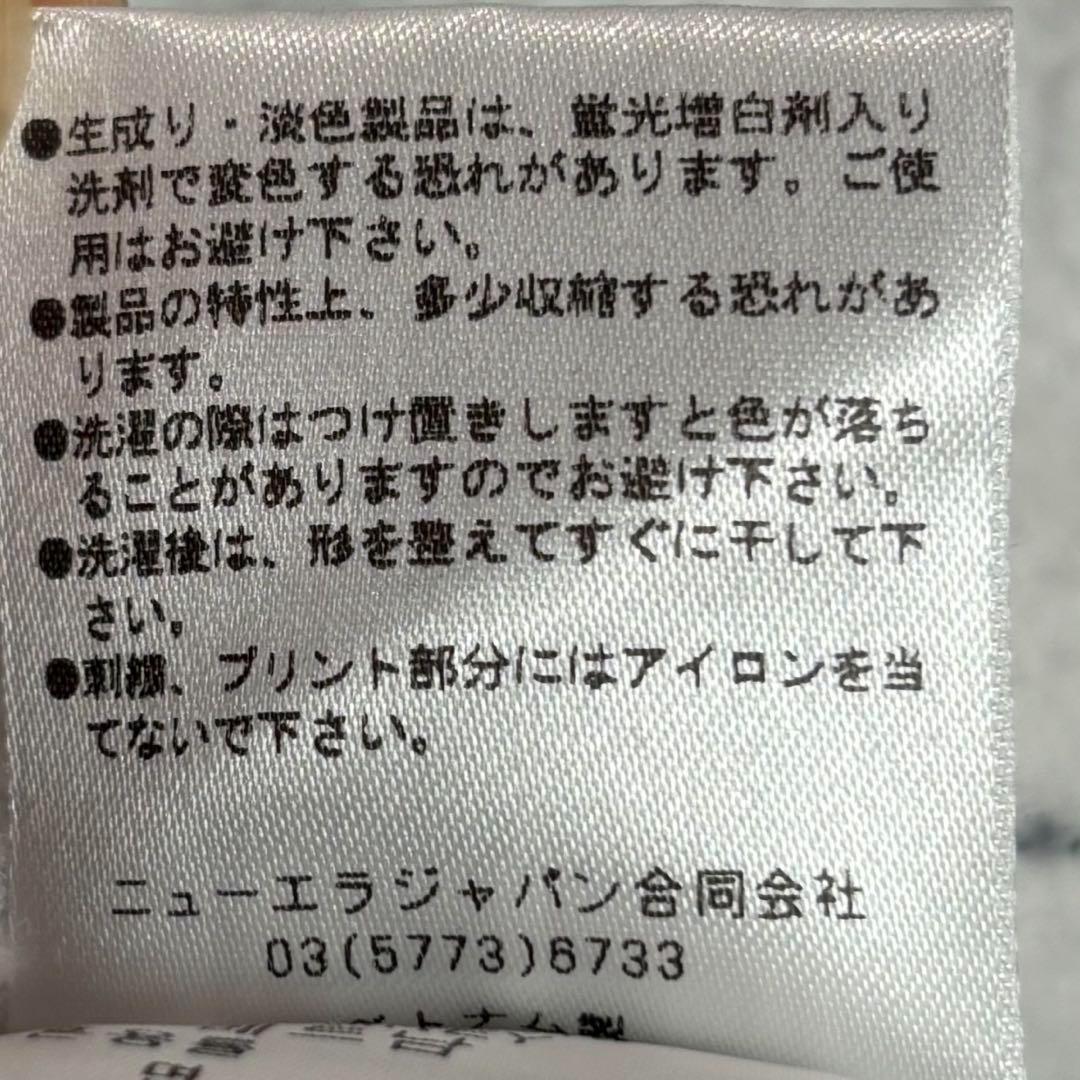 ●生成り・淡色製品は、蛍光増白剤入り
洗剤で変色する恐れがあります。ご使
用はお避け下さい。
●製品の特性上、多少収縮する恐れがあ
ります。
●洗濯の際はつけ置きしますと色が落ち
ることがありますのでお避け下さい。
●洗濯後は、形を整えてすぐに干して下
さい。
●刺繍、プリント部分にはアイロンを当
てないで下さい。
ニューエラジャパン合同会社
03(5773)6733
ベトナム製